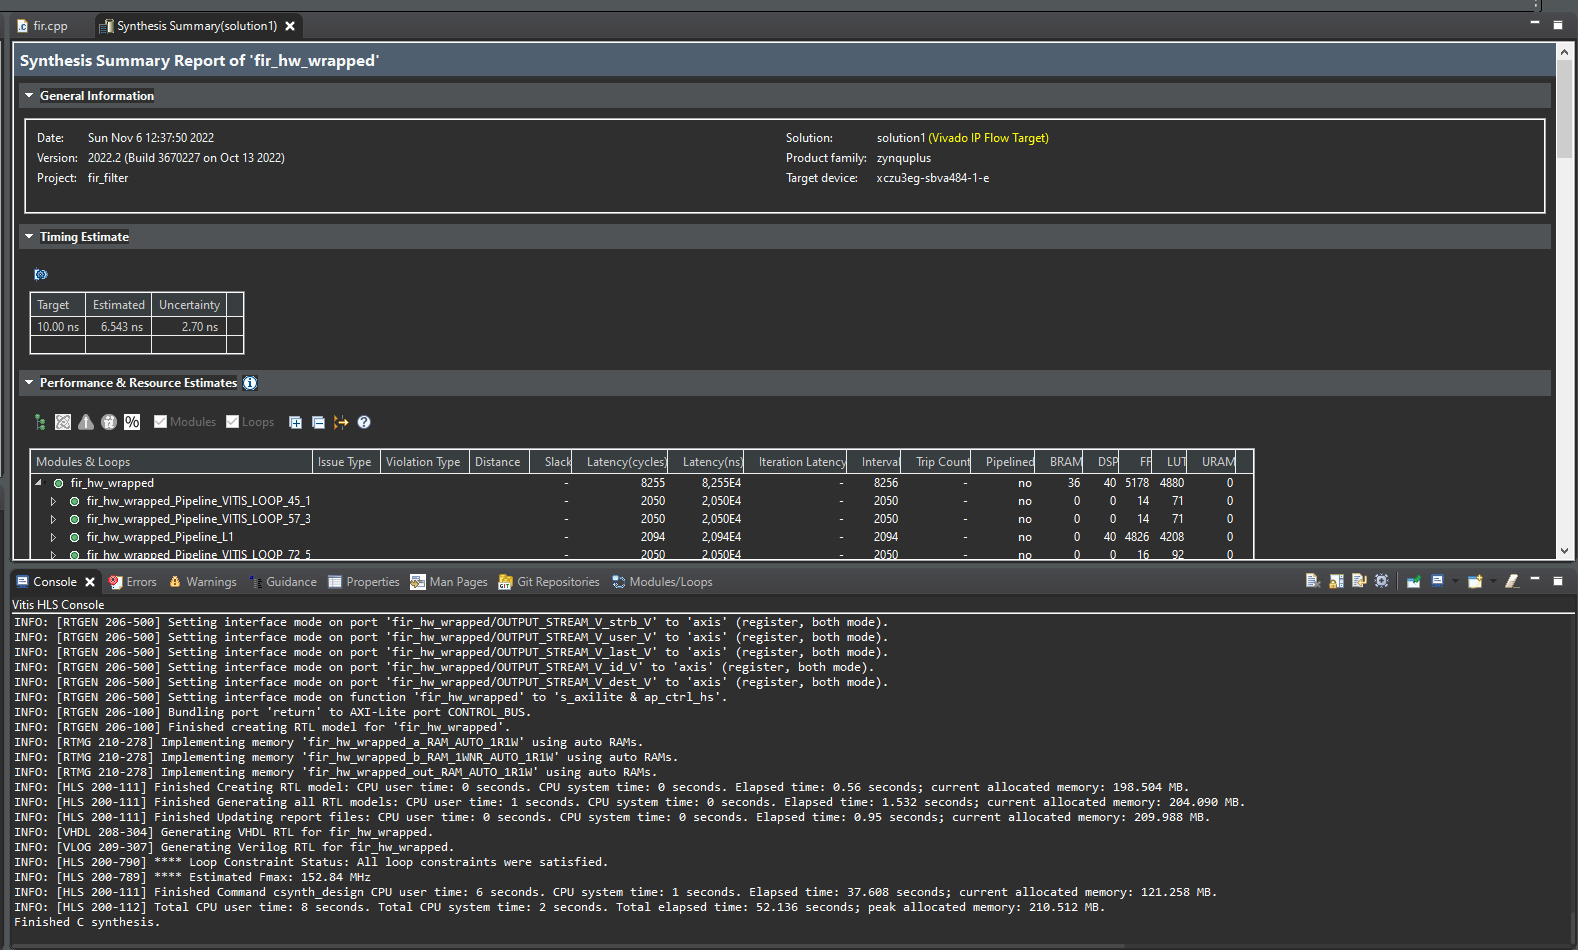 fir.cpp Synthesis Summary(solution1)
Synthesis Summary Report of 'fir_hw_wrapped'
General Information
Date: Sun Nov 6 12:37:50 2022 Solution: solution1 (Vivado IP Flow Target)
Version: 2022.2 (Build 3670227 on Oct 13 2022) Product family: zynquplus
Project: fir_filter Target device: xczu3eg-sbva484-1-e
Timing Estimate
Target Estimated Uncertainty
10.00 ns 6.543 ns 2.70 ns
Performance & Resource Estimates
% Modules Loops
Modules & Loops Issue Type Violation Type Distance Slack Latency(cycles) Latency(ns) Iteration Latency Interval Trip Count Pipelined BRAM DSP FF LUT URAM
fir_hw_wrapped - 8255 8,255E4 - 8256 - no 36 40 5178 4880 0
fir_hw_wrapped_Pipeline_VITIS_LOOP_45_1 - 2050 2,050E4 - 2050 - no 0 0 14 71 0
fir_hw_wrapped_Pipeline_VITIS_LOOP_57_3 - 2050 2,050E4 - 2050 - no 0 0 14 71 0
fir_hw_wrapped_Pipeline_L1 - 2094 2,094E4 - 2094 - no 0 40 4826 4208 0
fir_hw_wrapped_Pipeline_VITIS_LOOP_72_5 - 2050 2,050E4 - 2050 - no 0 0 16 92 0
Console Errors Warnings Guidance Properties Man Pages Git Repositories Modules/Loops
Vitis HLS Console
INFO: [RTGEN 206-500] Setting interface mode on port 'fir_hw_wrapped/OUTPUT_STREAM_V_strb_V' to 'axis' (register, both mode).
INFO: [RTGEN 206-500] Setting interface mode on port 'fir_hw_wrapped/OUTPUT_STREAM_V_user_V' to 'axis' (register, both mode).
INFO: [RTGEN 206-500] Setting interface mode on port 'fir_hw_wrapped/OUTPUT_STREAM_V_last_V' to 'axis' (register, both mode).
INFO: [RTGEN 206-500] Setting interface mode on port 'fir_hw_wrapped/OUTPUT_STREAM_V_id_V' to 'axis' (register, both mode).
INFO: [RTGEN 206-500] Setting interface mode on port 'fir_hw_wrapped/OUTPUT_STREAM_V_dest_V' to 'axis' (register, both mode).
INFO: [RTGEN 206-500] Setting interface mode on function 'fir_hw_wrapped' to 's_axilite & ap_ctrl_hs'.
INFO: [RTGEN 206-100] Bundling port 'return' to AXI-Lite port CONTROL_BUS.
INFO: [RTGEN 206-100] Finished creating RTL model for 'fir_hw_wrapped'.
INFO: [RTMG 210-278] Implementing memory 'fir_hw_wrapped_a_RAM_AUTO_1R1W' using auto RAMs.
INFO: [RTMG 210-278] Implementing memory 'fir_hw_wrapped_b_RAM_1WNR_AUTO_1R1W' using auto RAMs.
INFO: [RTMG 210-278] Implementing memory 'fir_hw_wrapped_out_RAM_AUTO_1R1W' using auto RAMs.
INFO: [HLS 200-111] Finished Creating RTL model: CPU user time: 0 seconds. CPU system time: 0 seconds. Elapsed time: 0.56 seconds; current allocated memory: 198.504 MB.
INFO: [HLS 200-111] Finished Generating all RTL models: CPU user time: 1 seconds. CPU system time: 0 seconds. Elapsed time: 1.532 seconds; current allocated memory: 204.090 MB.
INFO: [HLS 200-111] Finished Updating report files: CPU user time: 0 seconds. CPU system time: 0 seconds. Elapsed time: 0.95 seconds; current allocated memory: 209.988 MB.
INFO: [VHDL 208-304] Generating VHDL RTL for fir_hw_wrapped.
INFO: [VLOG 209-307] Generating Verilog RTL for fir_hw_wrapped.
INFO: [HLS 200-790] **** Loop Constraint Status: All loop constraints were satisfied.
INFO: [HLS 200-789] **** Estimated Fmax: 152.84 MHz
INFO: [HLS 200-111] Finished Command csynth_design CPU user time: 6 seconds. CPU system time: 1 seconds. Elapsed time: 37.608 seconds; current allocated memory: 121.258 MB.
INFO: [HLS 200-112] Total CPU user time: 8 seconds. Total CPU system time: 2 seconds. Total elapsed time: 52.136 seconds; peak allocated memory: 210.512 MB.
Finished C synthesis.